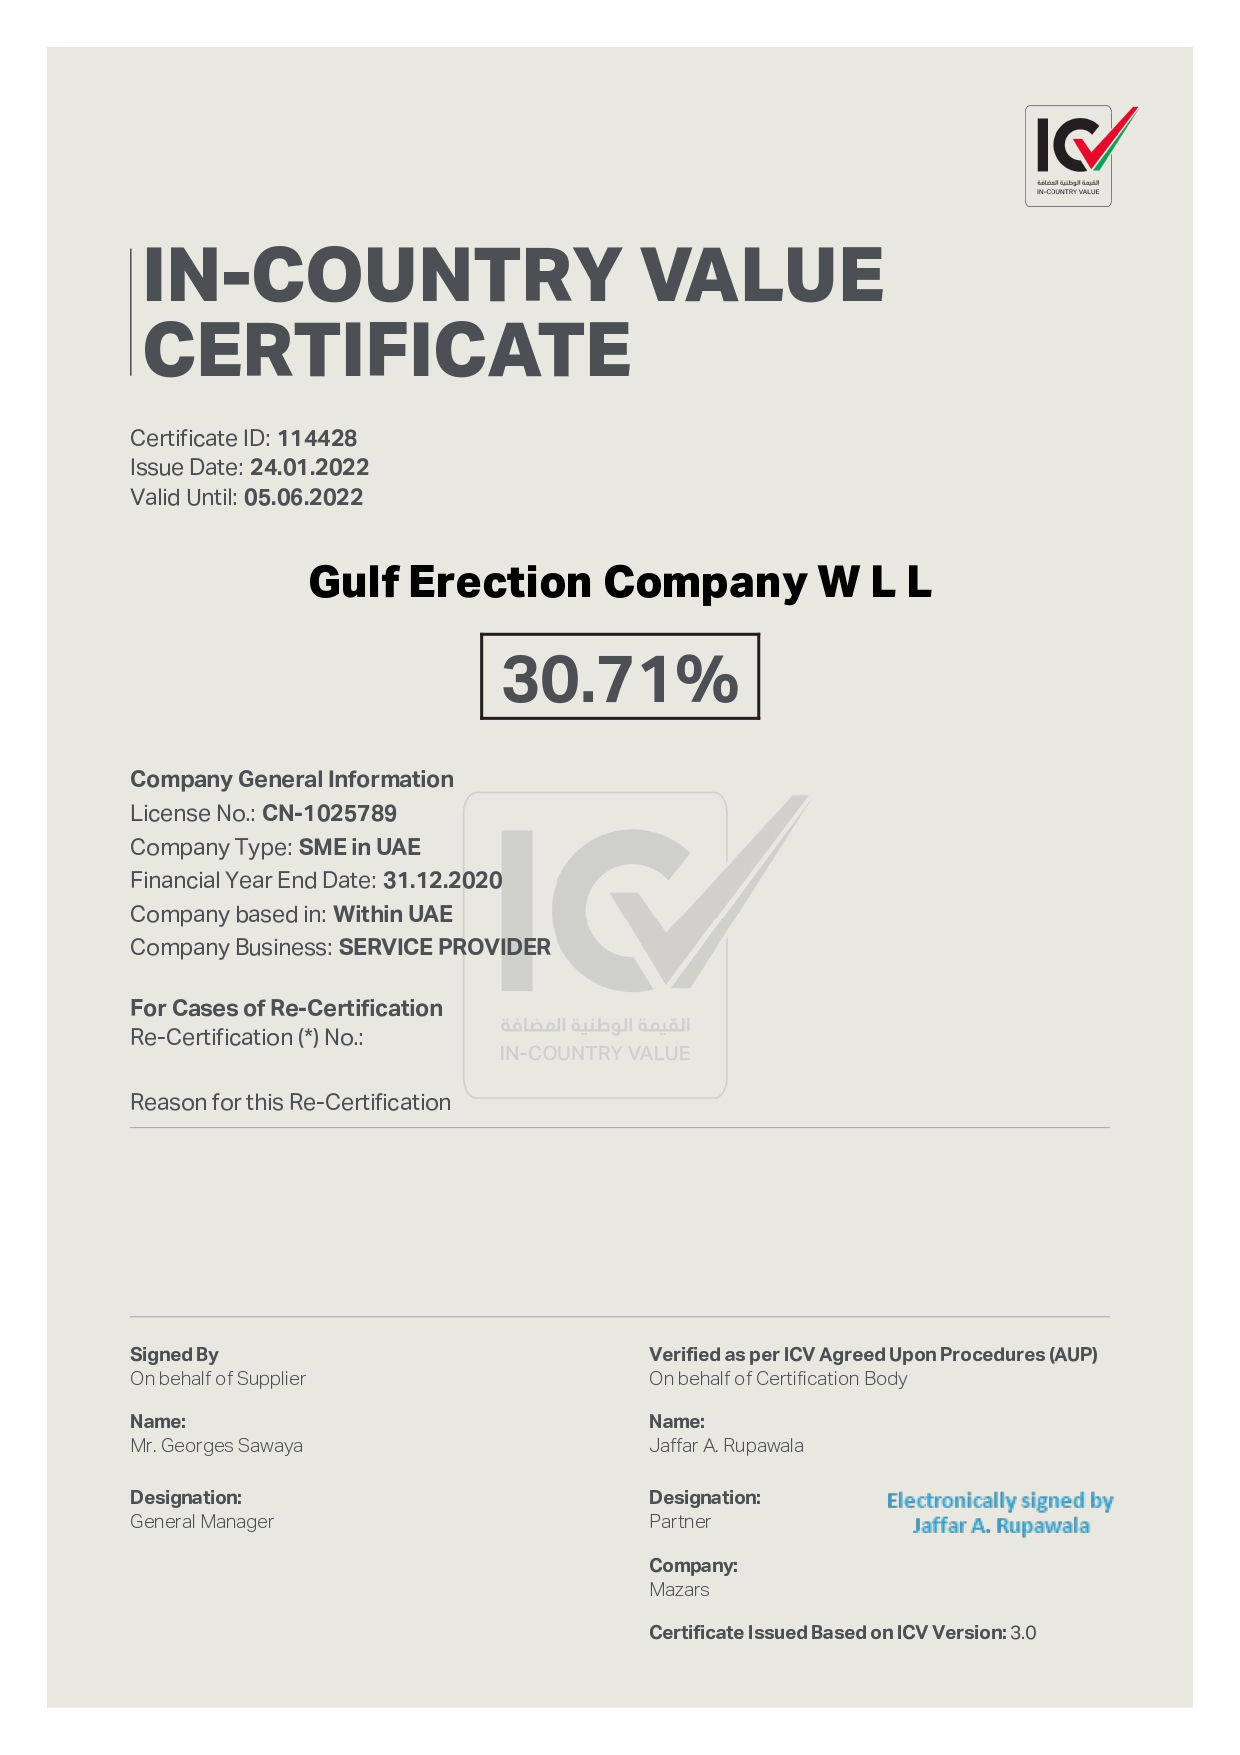 ICV
القيمة الوطنية المضافة
IN-COUNTRY VALUE
IN-COUNTRY VALUE
CERTIFICATE
Certificate ID: 114428
Issue Date: 24.01.2022
Valid Until: 05.06.2022
Gulf Erection Company W L L
30.71%
Company General Information
License No.: CN-1025789
Company Type: SME in UAE
Financial Year End Date: 31.12.2020
Company based in: Within UAE
Company Business: SERVICE PROVIDER
ICV
القيمة الوطنية المضافة
IN-COUNTRY VALUE
For Cases of Re-Certification
Re-Certification (*) No.:
Reason for this Re-Certification
Signed By
On behalf of Supplier
Name:
Mr. Georges Sawaya
Designation:
General Manager
Verified as per ICV Agreed Upon Procedures (AUP)
On behalf of Certification Body
Name:
Jaffar A. Rupawala
Designation:
Partner
Electronically signed by
Jaffar A. Rupawala
Company:
Mazars
Certificate Issued Based on ICV Version: 3.0